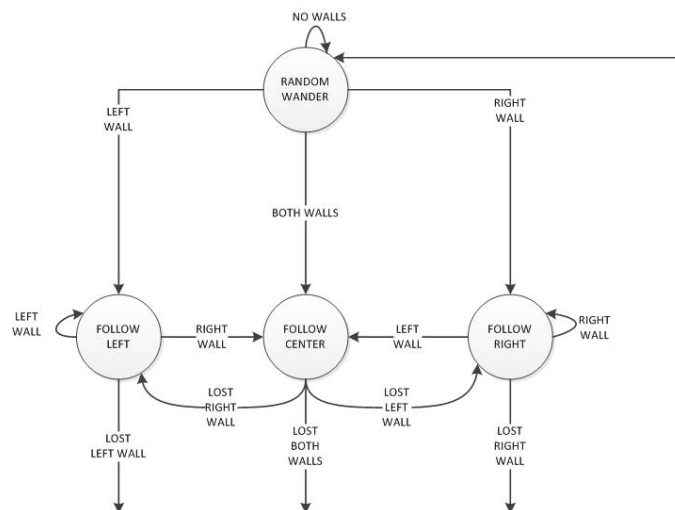 NO WALLS
RANDOM
WANDER
LEFT
WALL
RIGHT
WALL
BOTH WALLS
LEFT
WALL
FOLLOW
LEFT
RIGHT
WALL
FOLLOW
CENTER
LEFT
WALL
FOLLOW
RIGHT
RIGHT
WALL
LOST
RIGHT
WALL
LOST
LEFT
WALL
LOST
LEFT WALL
LOST
BOTH
WALLS
LOST
RIGHT
WALL